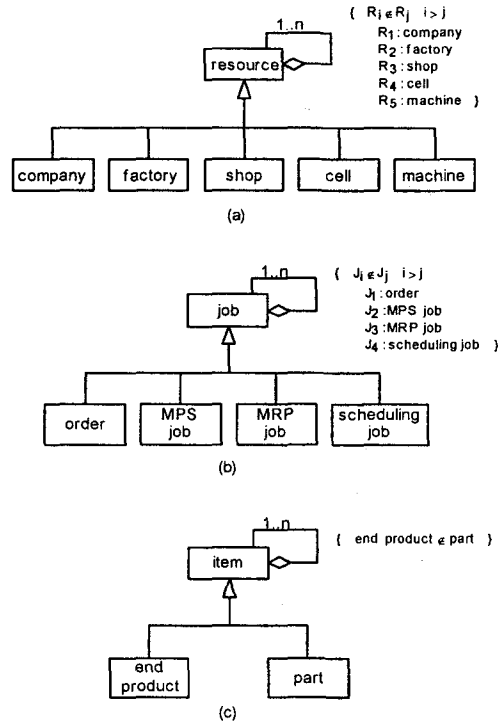 1..n
resource
{ R₁ ∉ Rⱼ i > j
R₁ : company
R₂ : factory
R₃ : shop
R₄ : cell
R₅ : machine }
company factory shop cell machine
(a)
1..n
job
{ Jᵢ ∉ Jⱼ i > j
J₁ : order
J₂ : MPS job
J₃ : MRP job
J₄ : scheduling job }
order
MPS
job
MRP
job
scheduling
job
(b)
1..n
item
{ end product ∉ part }
end
product
part
(c)